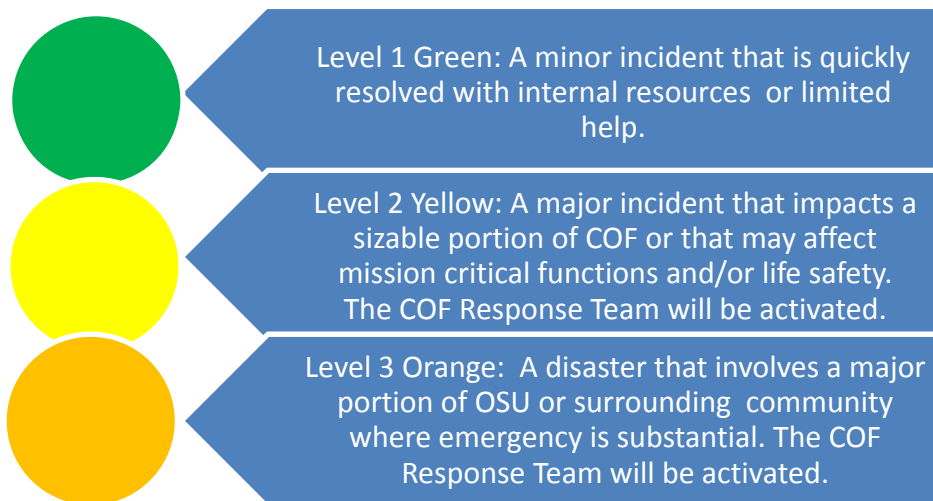 Level 1 Green: A minor incident that is quickly
resolved with internal resources  or limited
help.
Level 2 Yellow: A major incident that impacts a
sizable portion of COF or that may affect
mission critical functions and/or life safety.
The COF Response Team will be activated.
Level 3 Orange:  A disaster that involves a major
portion of OSU or surrounding  community
where emergency is substantial. The COF
Response Team will be activated.